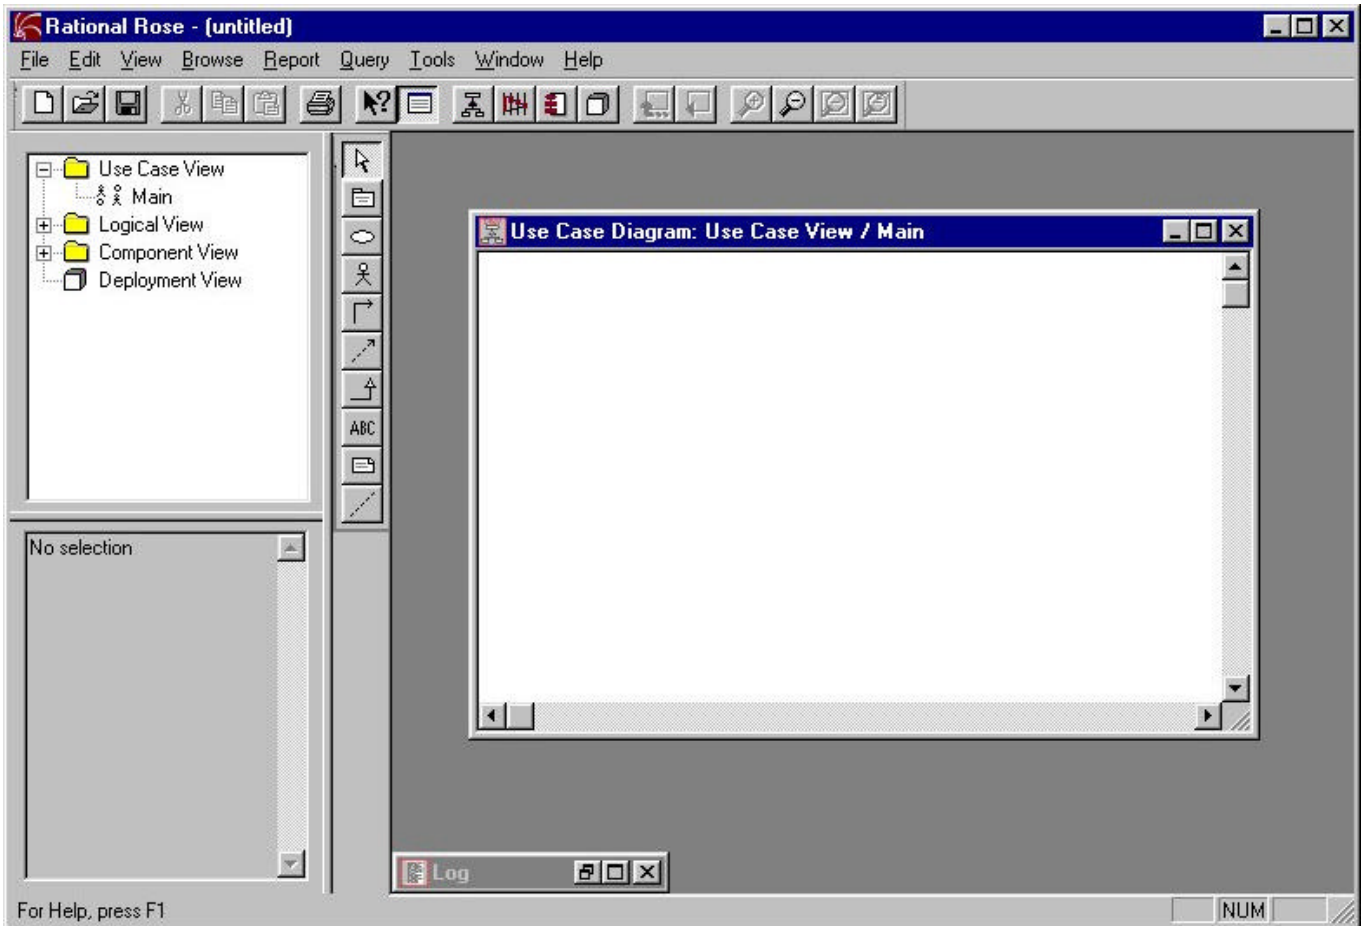 Rational Rose - (untitled)
File Edit View Browse Report Query Tools Window Help
Use Case View
Main
Logical View
Component View
Deployment View
ABC
Use Case Diagram: Use Case View / Main
No selection
Log
For Help, press F1
NUM